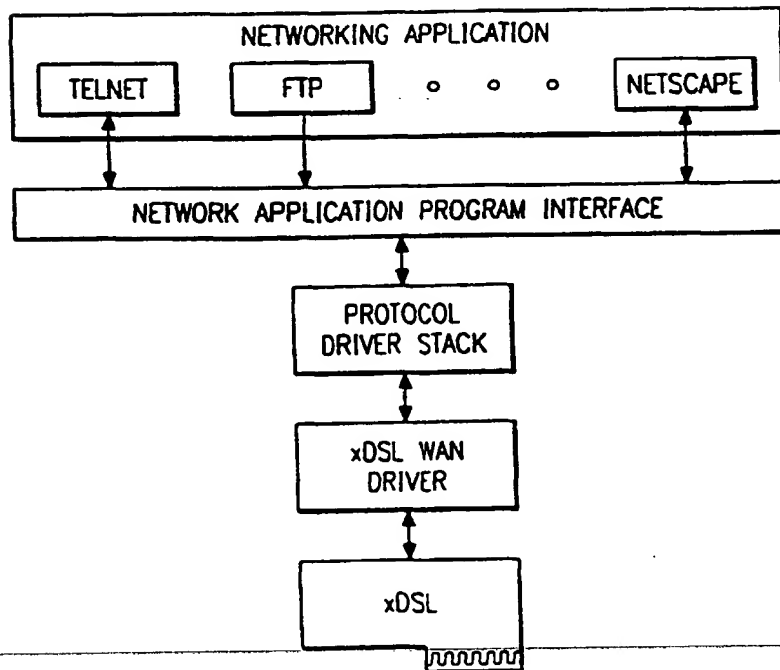 NETWORKING APPLICATION
TELNET
FTP
NETSCAPE
NETWORK APPLICATION PROGRAM INTERFACE
PROTOCOL
DRIVER STACK
xDSL WAN
DRIVER
xDSL